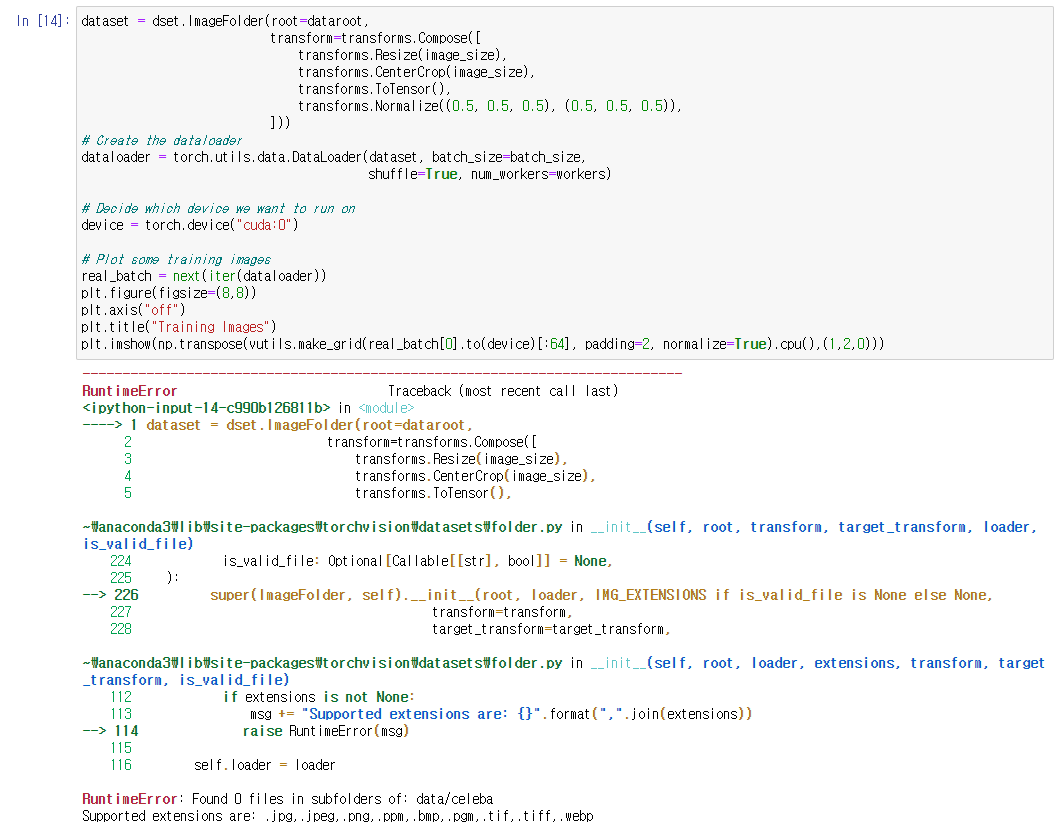 In [14]: dataset = dset.ImageFolder(root=dataroot,
transform=transforms.Compose([
transforms.Resize(image_size),
transforms.CenterCrop(image_size),
transforms.ToTensor(),
transforms.Normalize((0.5, 0.5, 0.5), (0.5, 0.5, 0.5)),
]))
# Create the dataloader
dataloader = torch.utils.data.DataLoader(dataset, batch_size=batch_size,
shuffle=True, num_workers=workers)
# Decide which device we want to run on
device = torch.device("cuda:0")
# Plot some training images
real_batch = next(iter(dataloader))
plt.figure(figsize=(8,8))
plt.axis("off")
plt.title("Training Images")
plt.imshow(np.transpose(vutils.make_grid(real_batch[0].to(device)[:64], padding=2, normalize=True).cpu(),(1,2,0)))
---------------------------------------------------------------------------
RuntimeError Traceback (most recent call last)
<ipython-input-14-c990b126811b> in <module>
----> 1 dataset = dset.ImageFolder(root=dataroot,
2 transform=transforms.Compose([
3 transforms.Resize(image_size),
4 transforms.CenterCrop(image_size),
5 transforms.ToTensor(),
~₩anaconda3₩lib₩site-packages₩torchvision₩datasets₩folder.py in __init__(self, root, transform, target_transform, loader,
is_valid_file)
224 is_valid_file: Optional[Callable[[str], bool]] = None,
225 ):
--> 226 super(ImageFolder, self).__init__(root, loader, IMG_EXTENSIONS if is_valid_file is None else None,
227 transform=transform,
228 target_transform=target_transform,
~₩anaconda3₩lib₩site-packages₩torchvision₩datasets₩folder.py in __init__(self, root, loader, extensions, transform, target
_transform, is_valid_file)
112 if extensions is not None:
113 msg += "Supported extensions are: {}".format(",".join(extensions))
--> 114 raise RuntimeError(msg)
115
116 self.loader = loader
RuntimeError: Found 0 files in subfolders of: data/celeba
Supported extensions are: .jpg,.jpeg,.png,.ppm,.bmp,.pgm,.tif,.tiff,.webp